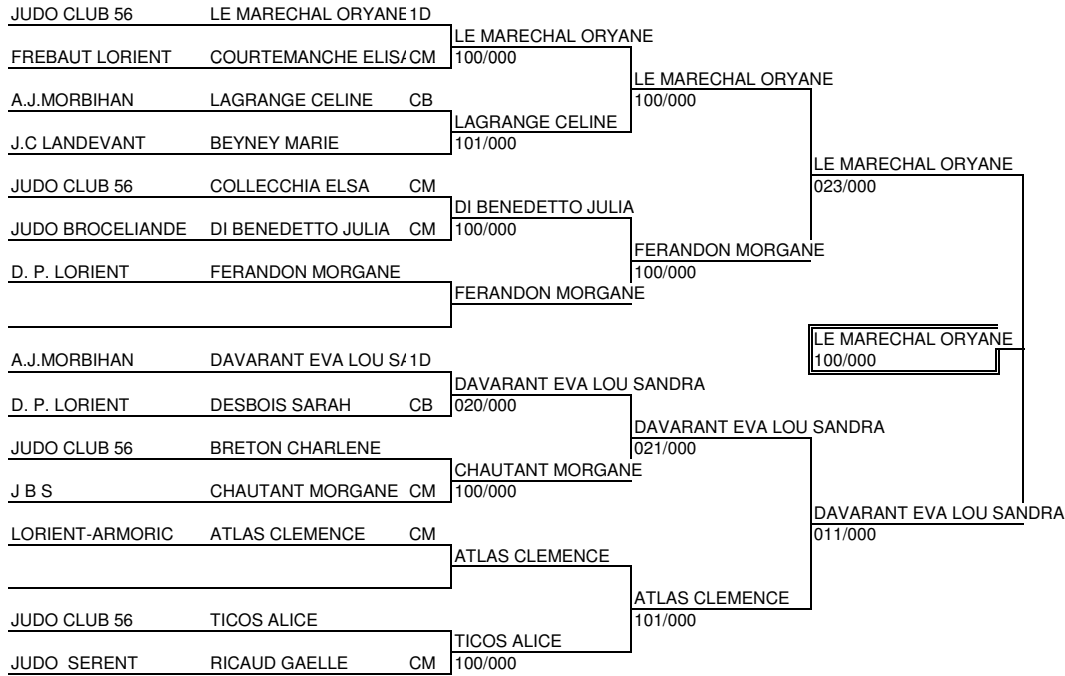 JUDO CLUB 56 LE MARECHAL ORYANE 1D
LE MARECHAL ORYANE
FREBAUT LORIENT COURTEMANCHE ELISA CM 100/000
LE MARECHAL ORYANE
A.J.MORBIHAN LAGRANGE CELINE CB 100/000
LAGRANGE CELINE
J.C LANDEVANT BEYNEY MARIE 101/000
LE MARECHAL ORYANE
JUDO CLUB 56 COLLECCHIA ELSA CM 023/000
DI BENEDETTO JULIA
JUDO BROCELIANDE DI BENEDETTO JULIA CM 100/000
FERANDON MORGANE
D. P. LORIENT FERANDON MORGANE 100/000
FERANDON MORGANE
LE MARECHAL ORYANE
A.J.MORBIHAN DAVARANT EVA LOU SA 1D 100/000
DAVARANT EVA LOU SANDRA
D. P. LORIENT DESBOIS SARAH CB 020/000
DAVARANT EVA LOU SANDRA
JUDO CLUB 56 BRETON CHARLENE 021/000
CHAUTANT MORGANE
J B S CHAUTANT MORGANE CM 100/000
DAVARANT EVA LOU SANDRA
LORIENT-ARMORIC ATLAS CLEMENCE CM 011/000
ATLAS CLEMENCE
ATLAS CLEMENCE
JUDO CLUB 56 TICOS ALICE 101/000
TICOS ALICE
JUDO SERENT RICAUD GAELLE CM 100/000